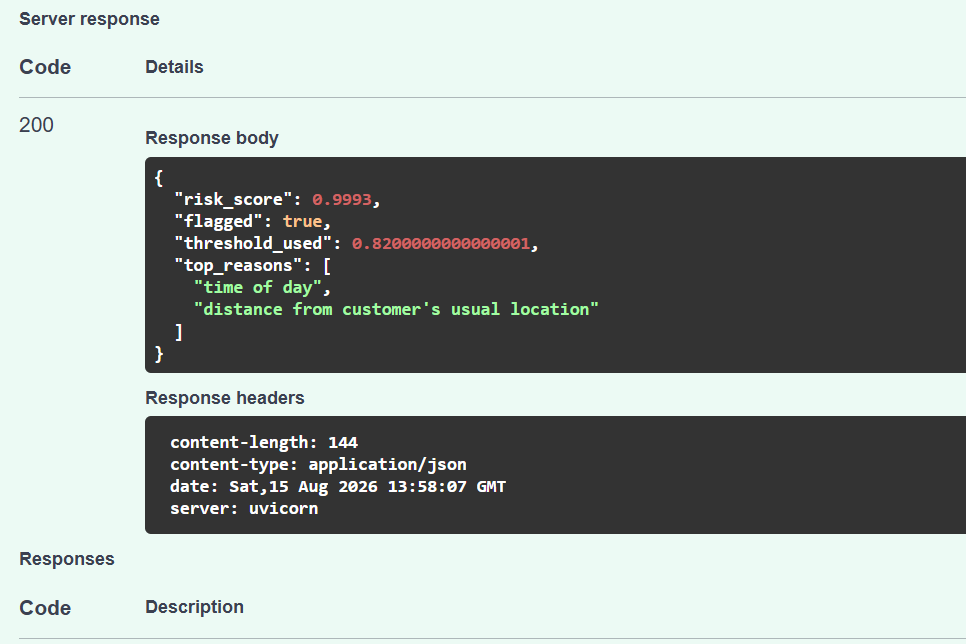 Server response
Code Details
200
Response body
{
  "risk_score": 0.9993,
  "flagged": true,
  "threshold_used": 0.8200000000000001,
  "top_reasons": [
    "time of day",
    "distance from customer's usual location"
  ]
}
Response headers
content-length: 144
content-type: application/json
date: Sat,15 Aug 2026 13:58:07 GMT
server: uvicorn
Responses
Code Description